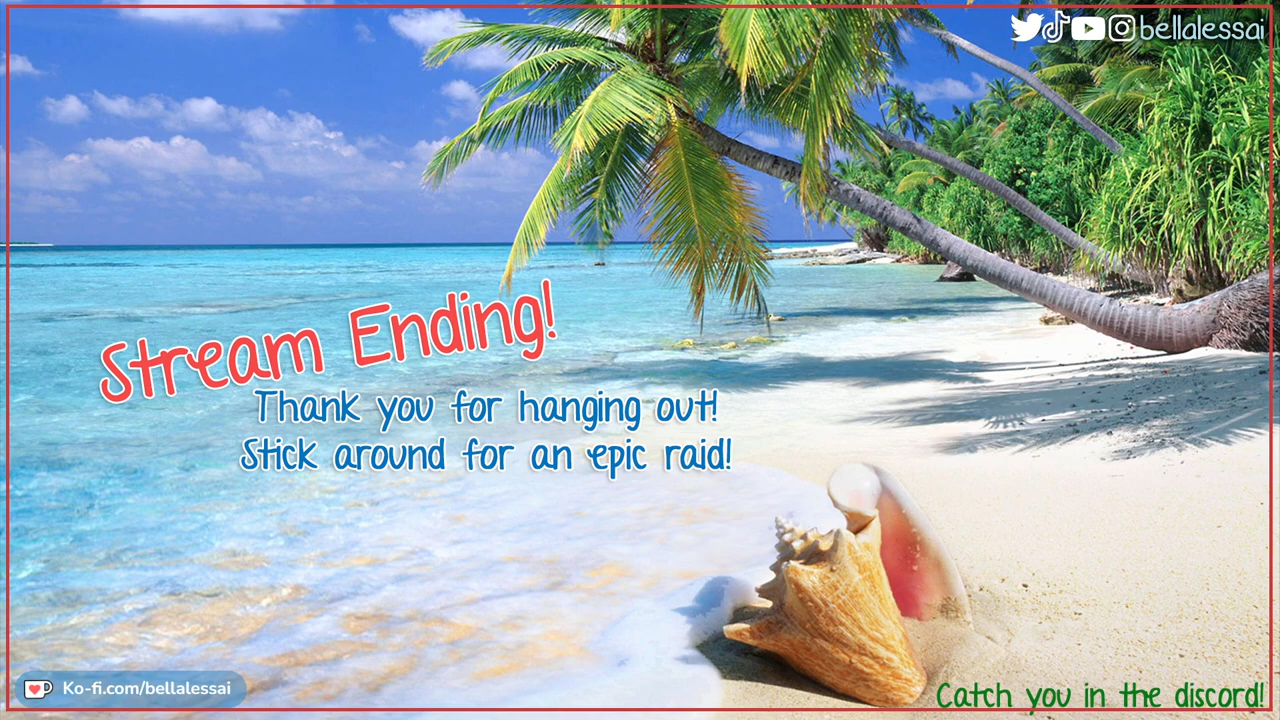 bellalessai
Stream Ending!
Thank you for hanging out!
Stick around for an epic raid!
Ko-fi.com/bellalessai
Catch you in the discord!